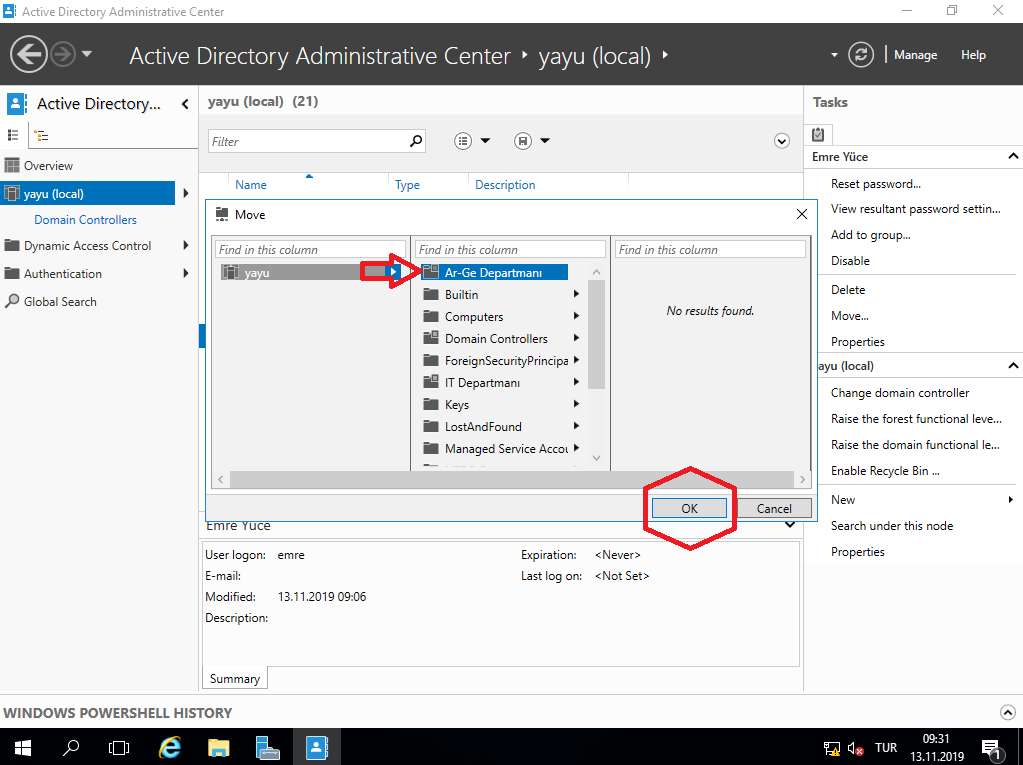 Active Directory Administrative Center
Active Directory Administrative Center ‣ yayu (local) ‣
Manage
Help
Active Directory...
Overview
yayu (local)
Domain Controllers
Dynamic Access Control
Authentication
Global Search
yayu (local) (21)
Filter
Name
Type
Description
Move
Find in this column
Find in this column
Find in this column
yayu
Ar-Ge Departmanı
Builtin
Computers
Domain Controllers
ForeignSecurityPrincipa
IT Departmanı
Keys
LostAndFound
Managed Service Accou
No results found.
OK
Cancel
Emre Yüce
User logon: emre
E-mail:
Modified: 13.11.2019 09:06
Description:
Expiration: <Never>
Last log on: <Not Set>
Summary
Tasks
Emre Yüce
Reset password...
View resultant password settin...
Add to group...
Disable
Delete
Move...
Properties
yayu (local)
Change domain controller
Raise the forest functional leve...
Raise the domain functional le...
Enable Recycle Bin ...
New
Search under this node
Properties
WINDOWS POWERSHELL HISTORY
TUR
09:31
13.11.2019
1